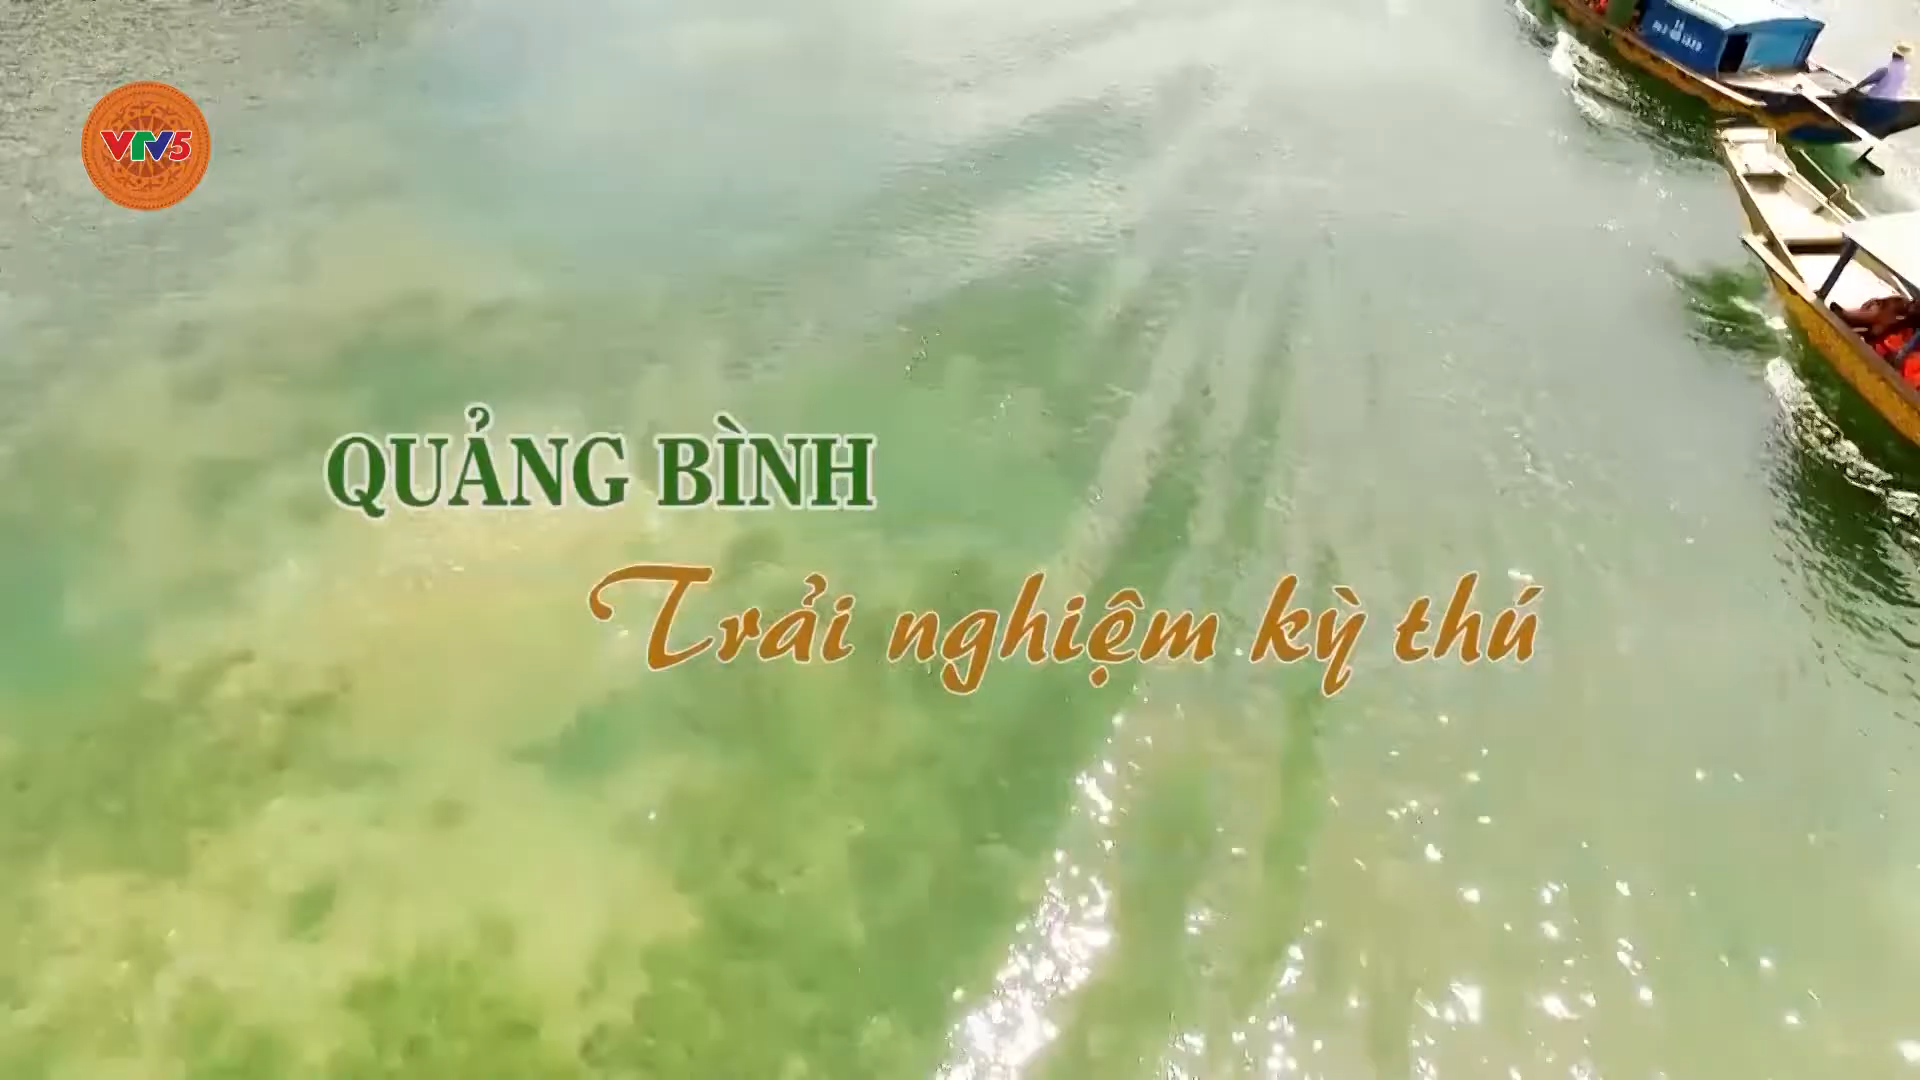 VTV5
QUẢNG BÌNH
Trải nghiệm kỳ thú